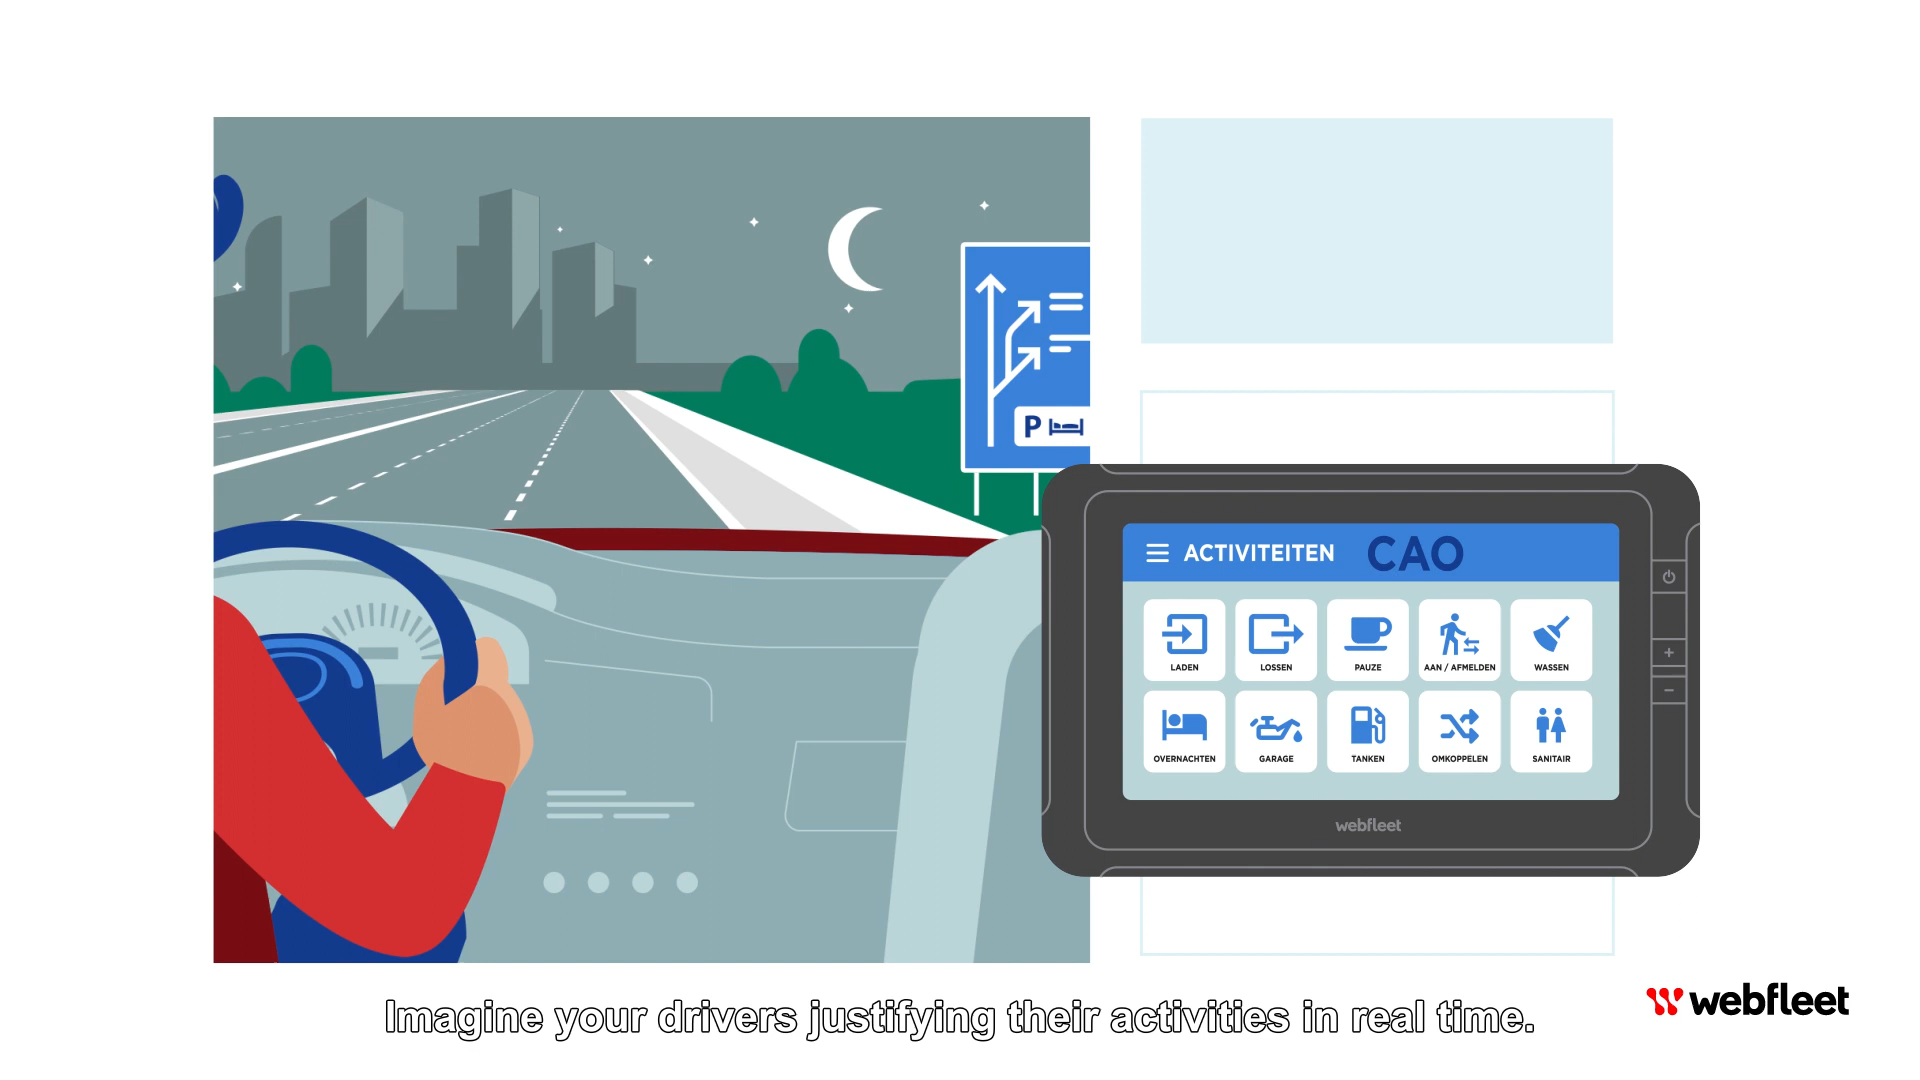 P
ACTIVITEITEN CAO
LADEN LOSSEN PAUZE AAN / AFMELDEN WASSEN
OVERNACHTEN GARAGE TANKEN OMKOPPELEN SANITAIR
webfleet
Imagine your drivers justifying their activities in real time.
webfleet